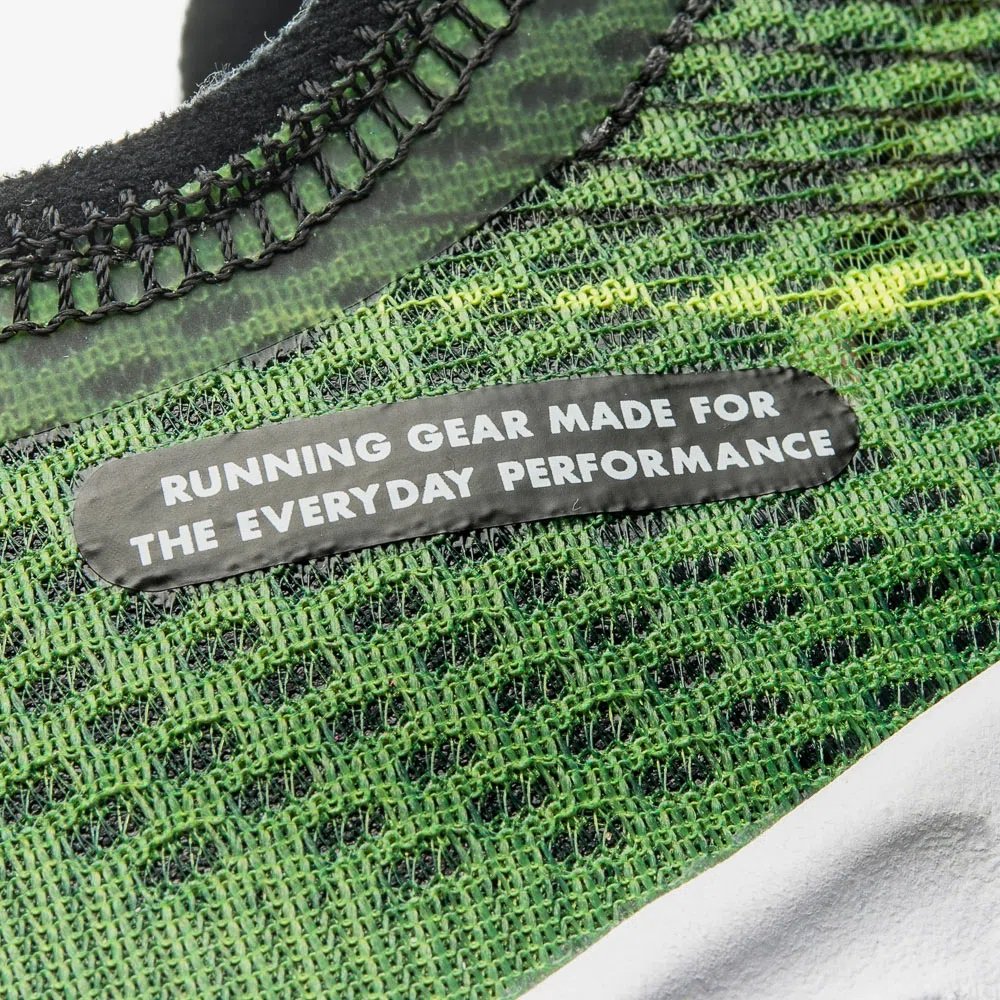 RUNNING GEAR MADE FOR
THE EVERYDAY PERFORMANCE